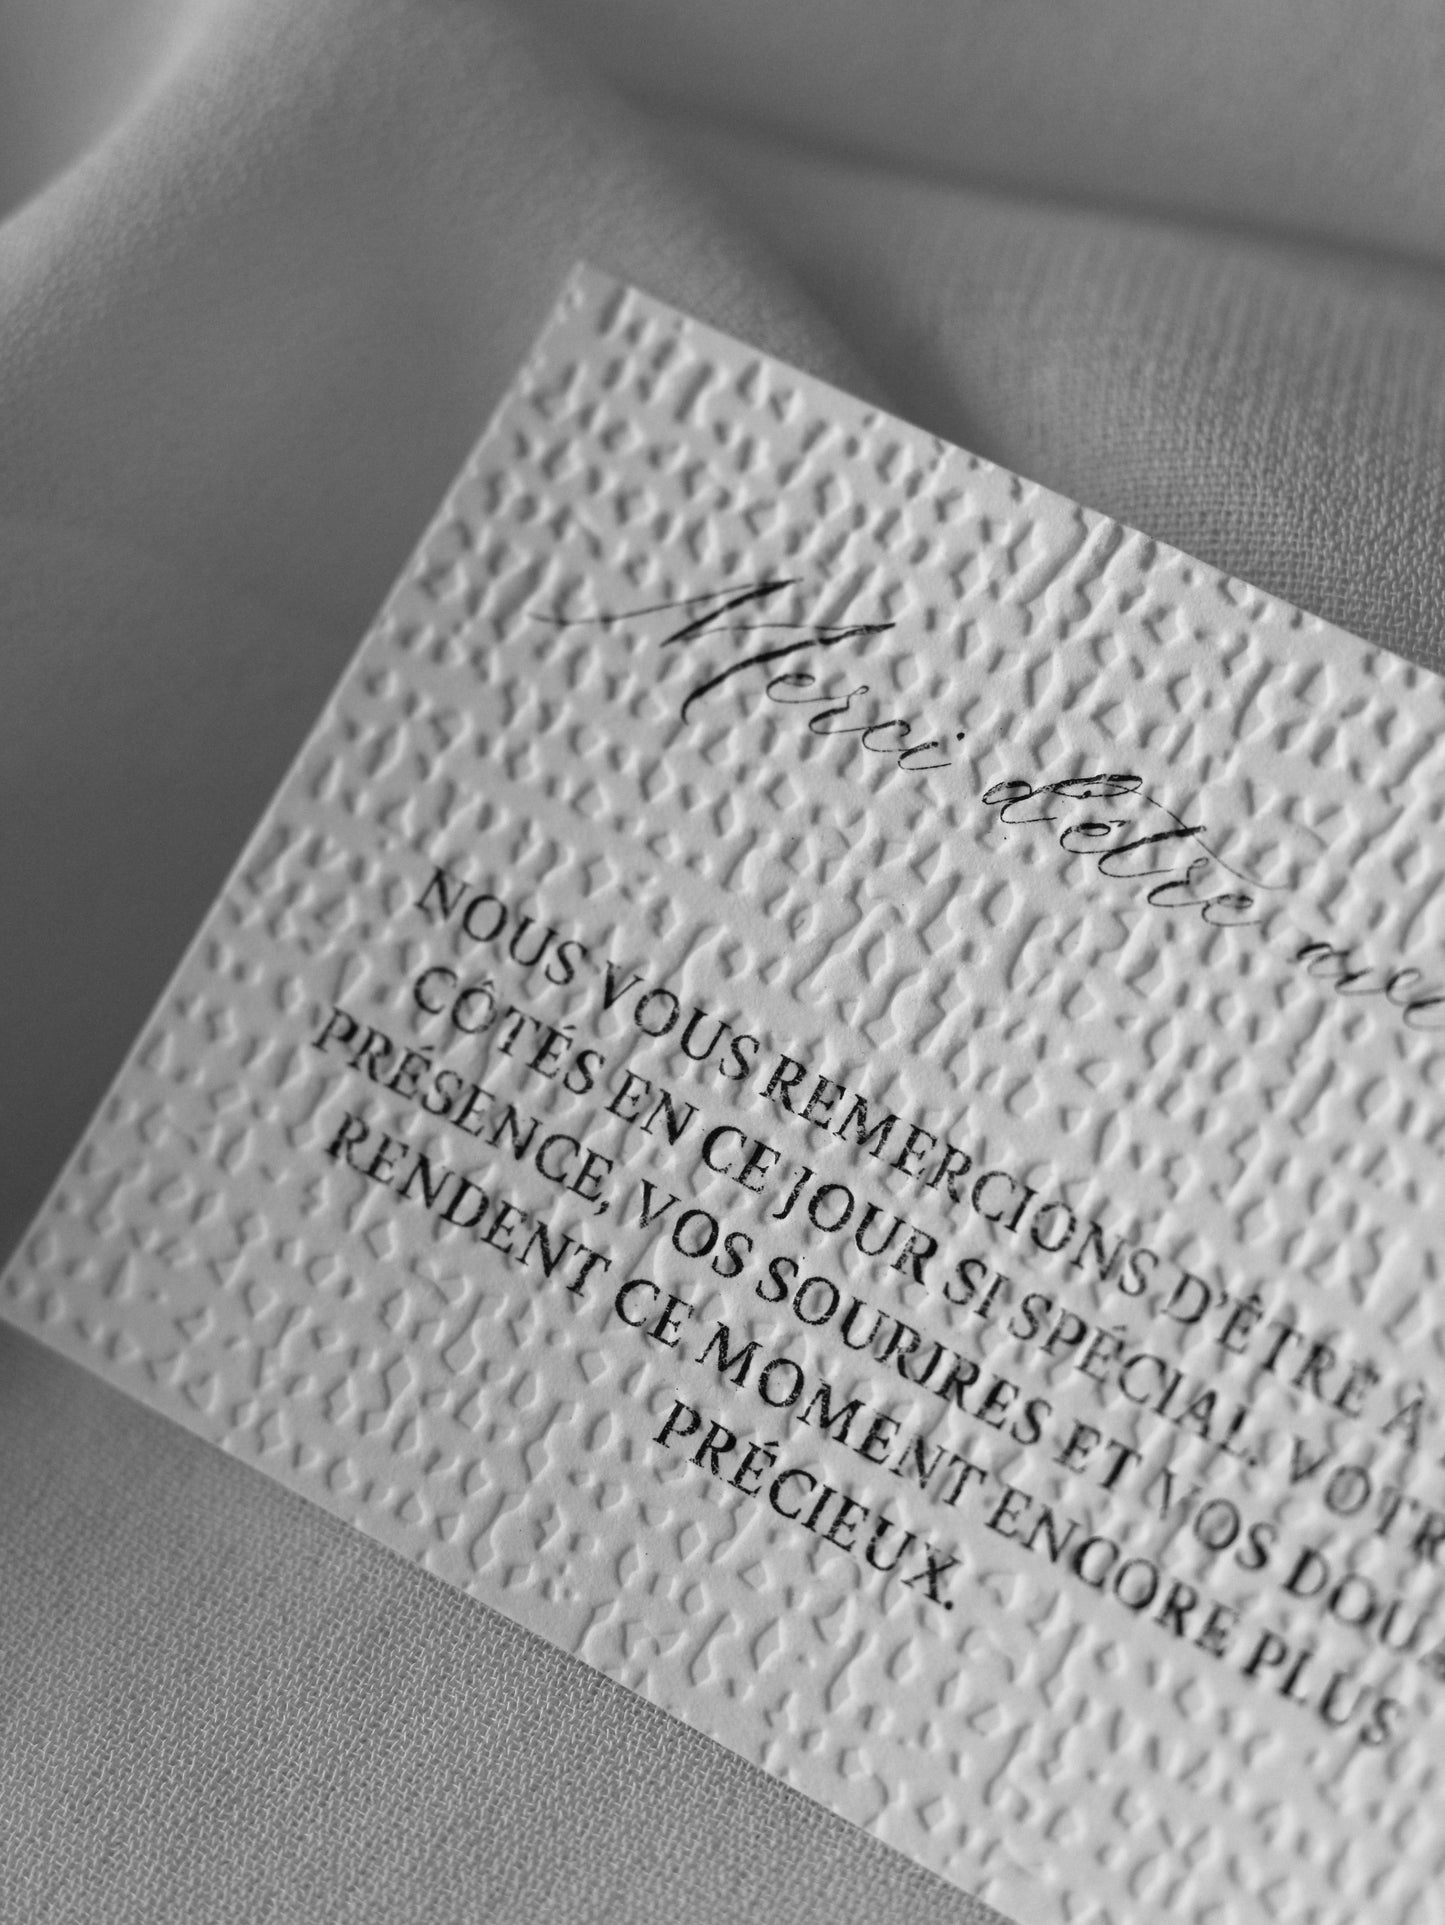 Merci d'être
NOUS VOUS REMERCIONS D'ÊTRE À
CÔTÉS EN CE JOUR SI SPÉCIAL. VOTR
PRÉSENCE, VOS SOURIRES ET VOS DOU
RENDENT CE MOMENT ENCORE PLUS
PRÉCIEUX.